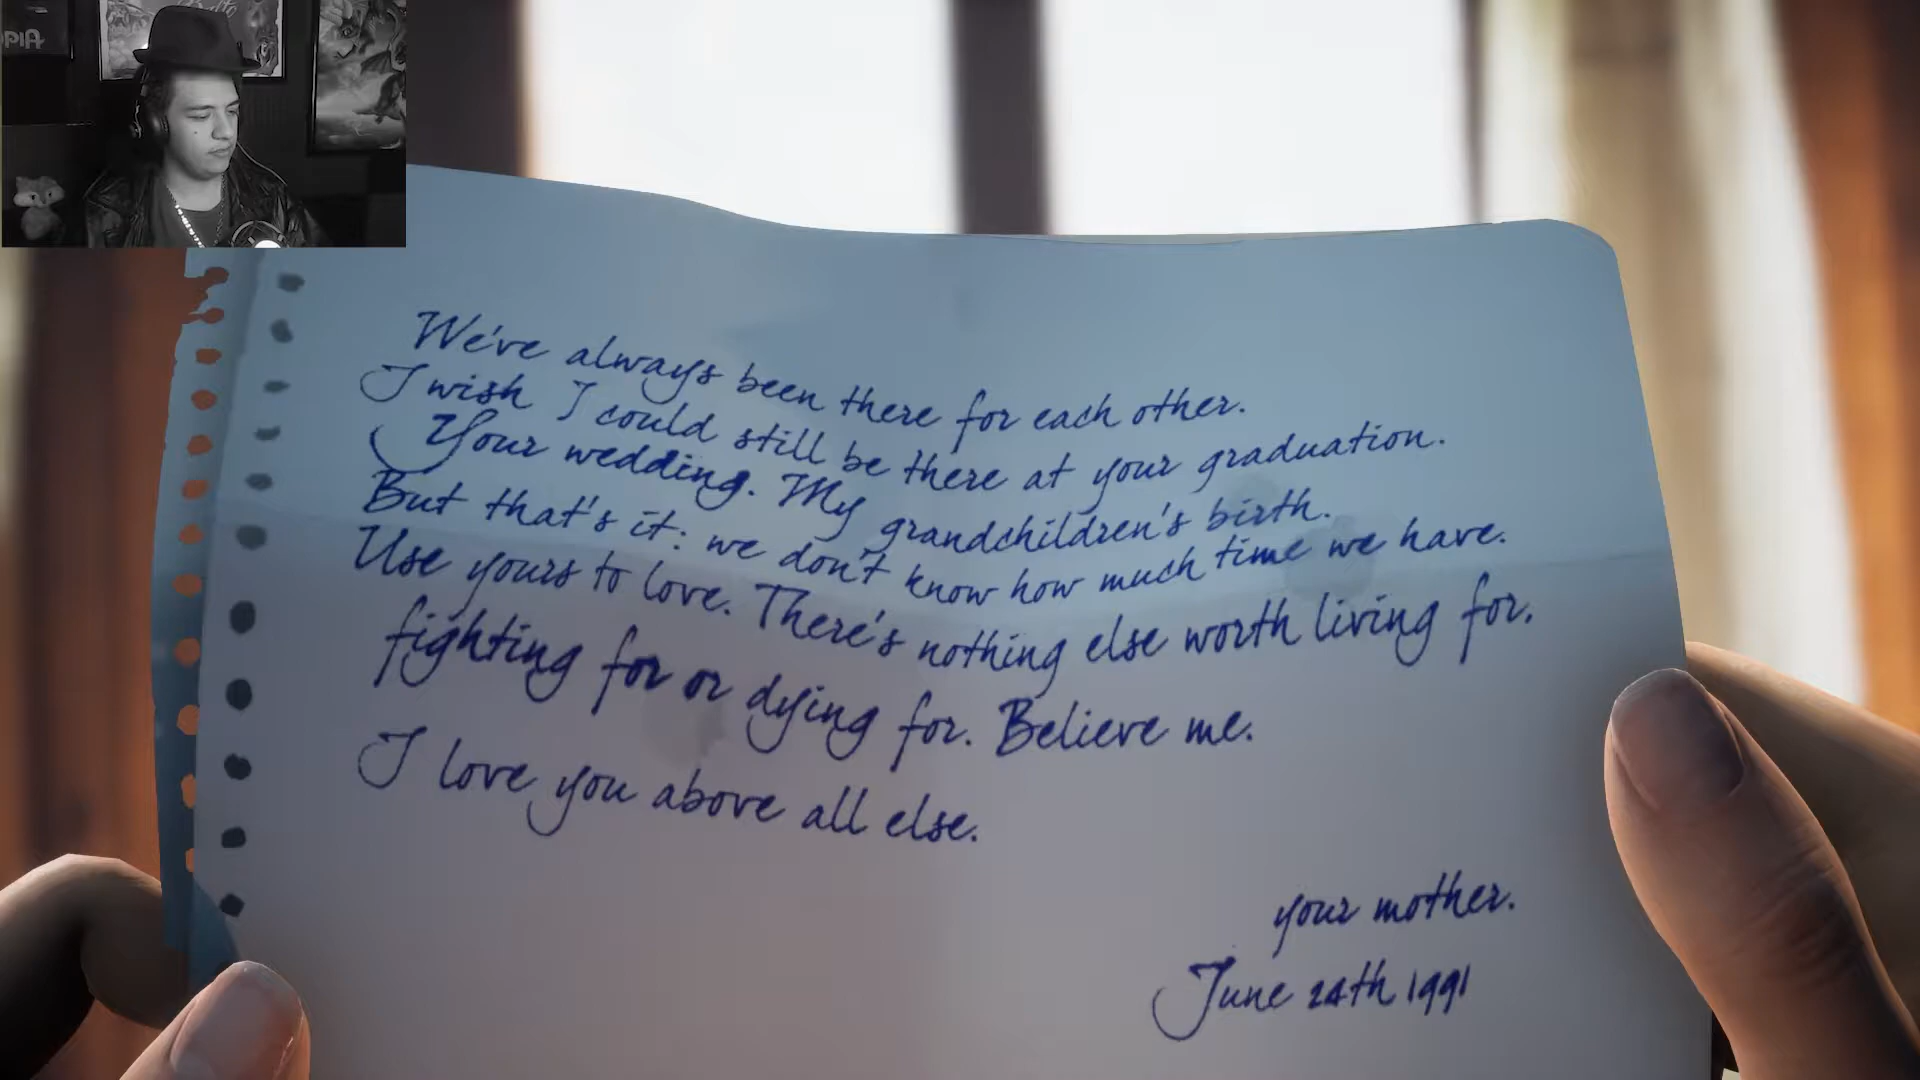 PIA
We've always been there for each other.
I wish I could still be there at your graduation.
Your wedding. My grandchildren's birth.
But that's it: we don't know how much time we have.
Use yours to love. There's nothing else worth living for,
fighting for or dying for. Believe me.
I love you above all else.
your mother.
June 24th 1991